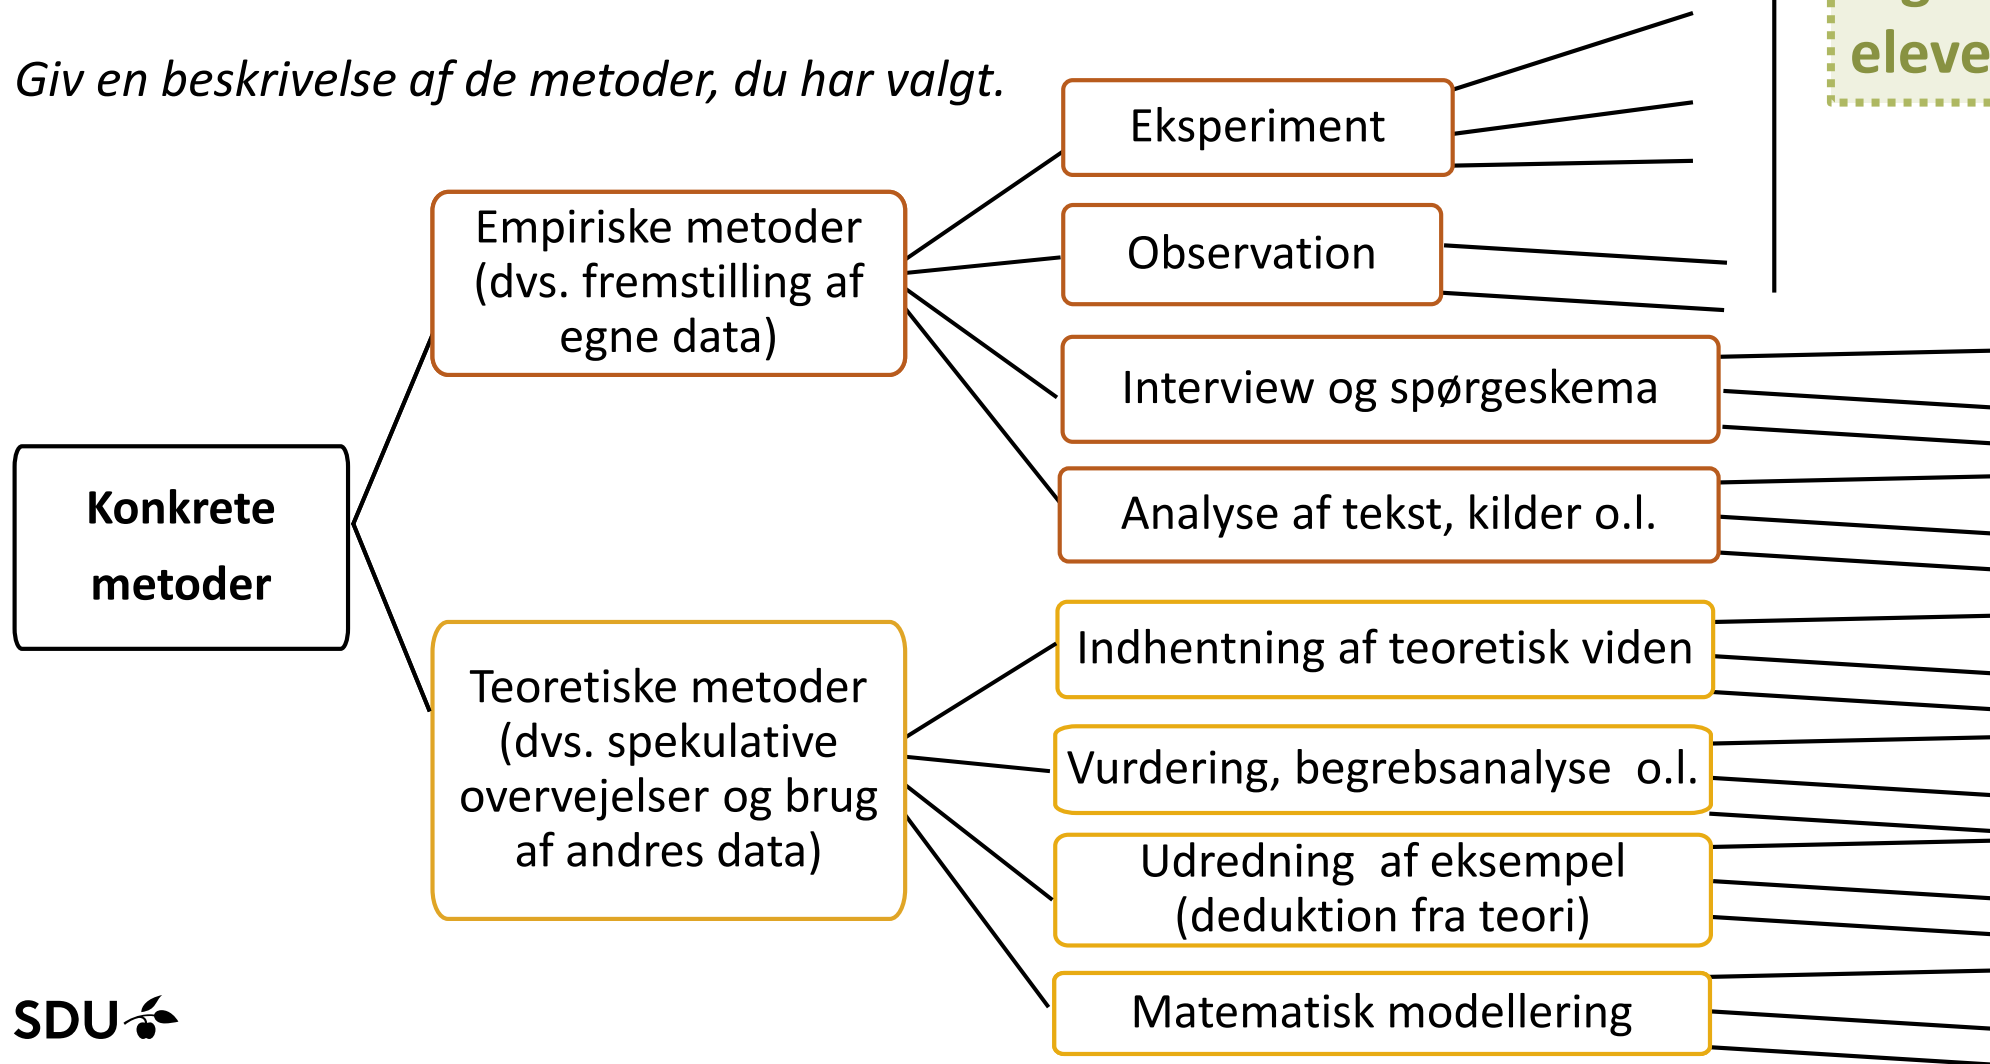 Giv en beskrivelse af de metoder, du har valgt.
eleve
Eksperiment
Empiriske metoder
(dvs. fremstilling af
egne data)
Observation
Interview og spørgeskema
Analyse af tekst, kilder o.l.
Konkrete
metoder
Teoretiske metoder
(dvs. spekulative
overvejelser og brug
af andres data)
Indhentning af teoretisk viden
Vurdering, begrebsanalyse o.l.
Udredning af eksempel
(deduktion fra teori)
Matematisk modellering
SDU